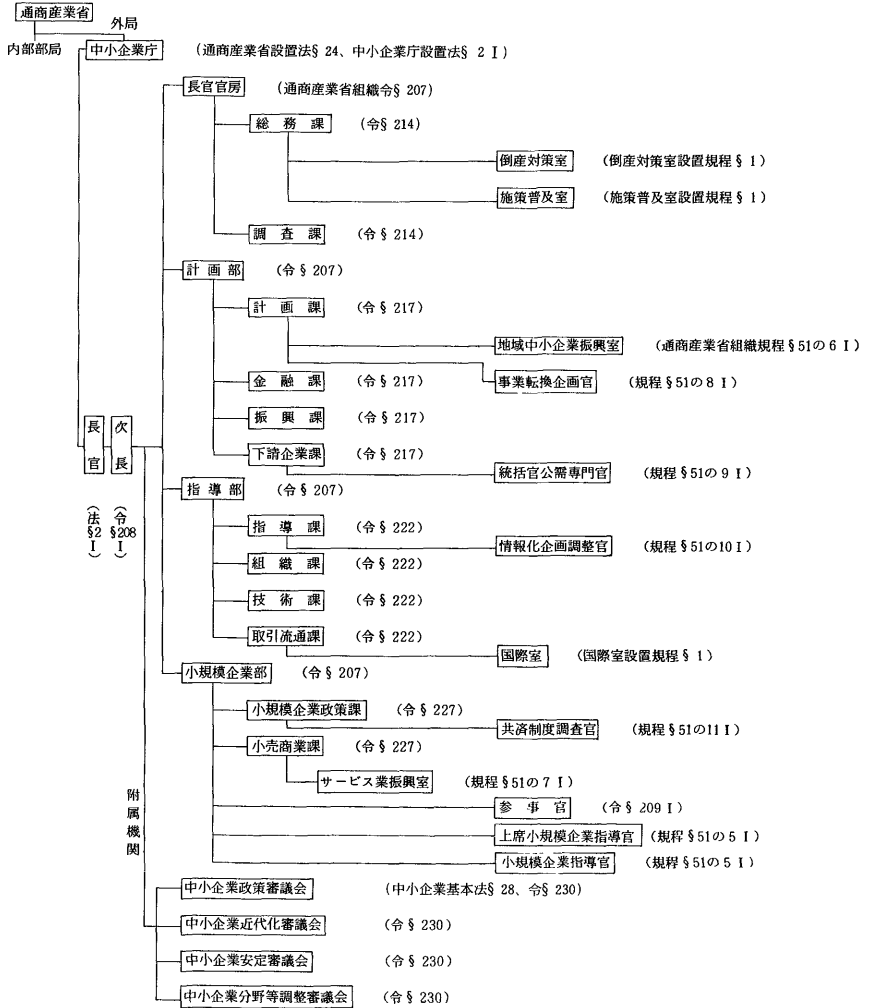 通商産業省
外局
内部部局
中小企業庁 (通商産業省設置法§ 24、中小企業庁設置法§ 2 I)
長官官房 (通商産業省組織令§ 207)
総務課 (令§ 214)
倒産対策室 (倒産対策室設置規程§ 1)
施策普及室 (施策普及室設置規程§ 1)
調査課 (令§ 214)
計画部 (令§ 207)
計画課 (令§ 217)
地域中小企業振興室 (通商産業省組織規程§51の6 I)
事業転換企画官 (規程§51の8 I)
金融課 (令§ 217)
振興課 (令§ 217)
長官
次長
下請企業課 (令§ 217)
統括官公需専門官 (規程§51の9 I)
指導部 (令§ 207)
(法§2 I)
(令§208 I)
指導課 (令§ 222)
情報化企画調整官 (規程§51の10 I)
組織課 (令§ 222)
技術課 (令§ 222)
取引流通課 (令§ 222)
国際室 (国際室設置規程§ 1)
小規模企業部 (令§ 207)
小規模企業政策課 (令§ 227)
共済制度調査官 (規程§51の11 I)
小売商業課 (令§ 227)
サービス業振興室 (規程§51の7 I)
附属機関
参事官 (令§ 209 I)
上席小規模企業指導官 (規程§51の5 I)
小規模企業指導官 (規程§51の5 I)
中小企業政策審議会 (中小企業基本法§ 28、令§ 230)
中小企業近代化審議会 (令§ 230)
中小企業安定審議会 (令§ 230)
中小企業分野等調整審議会 (令§ 230)